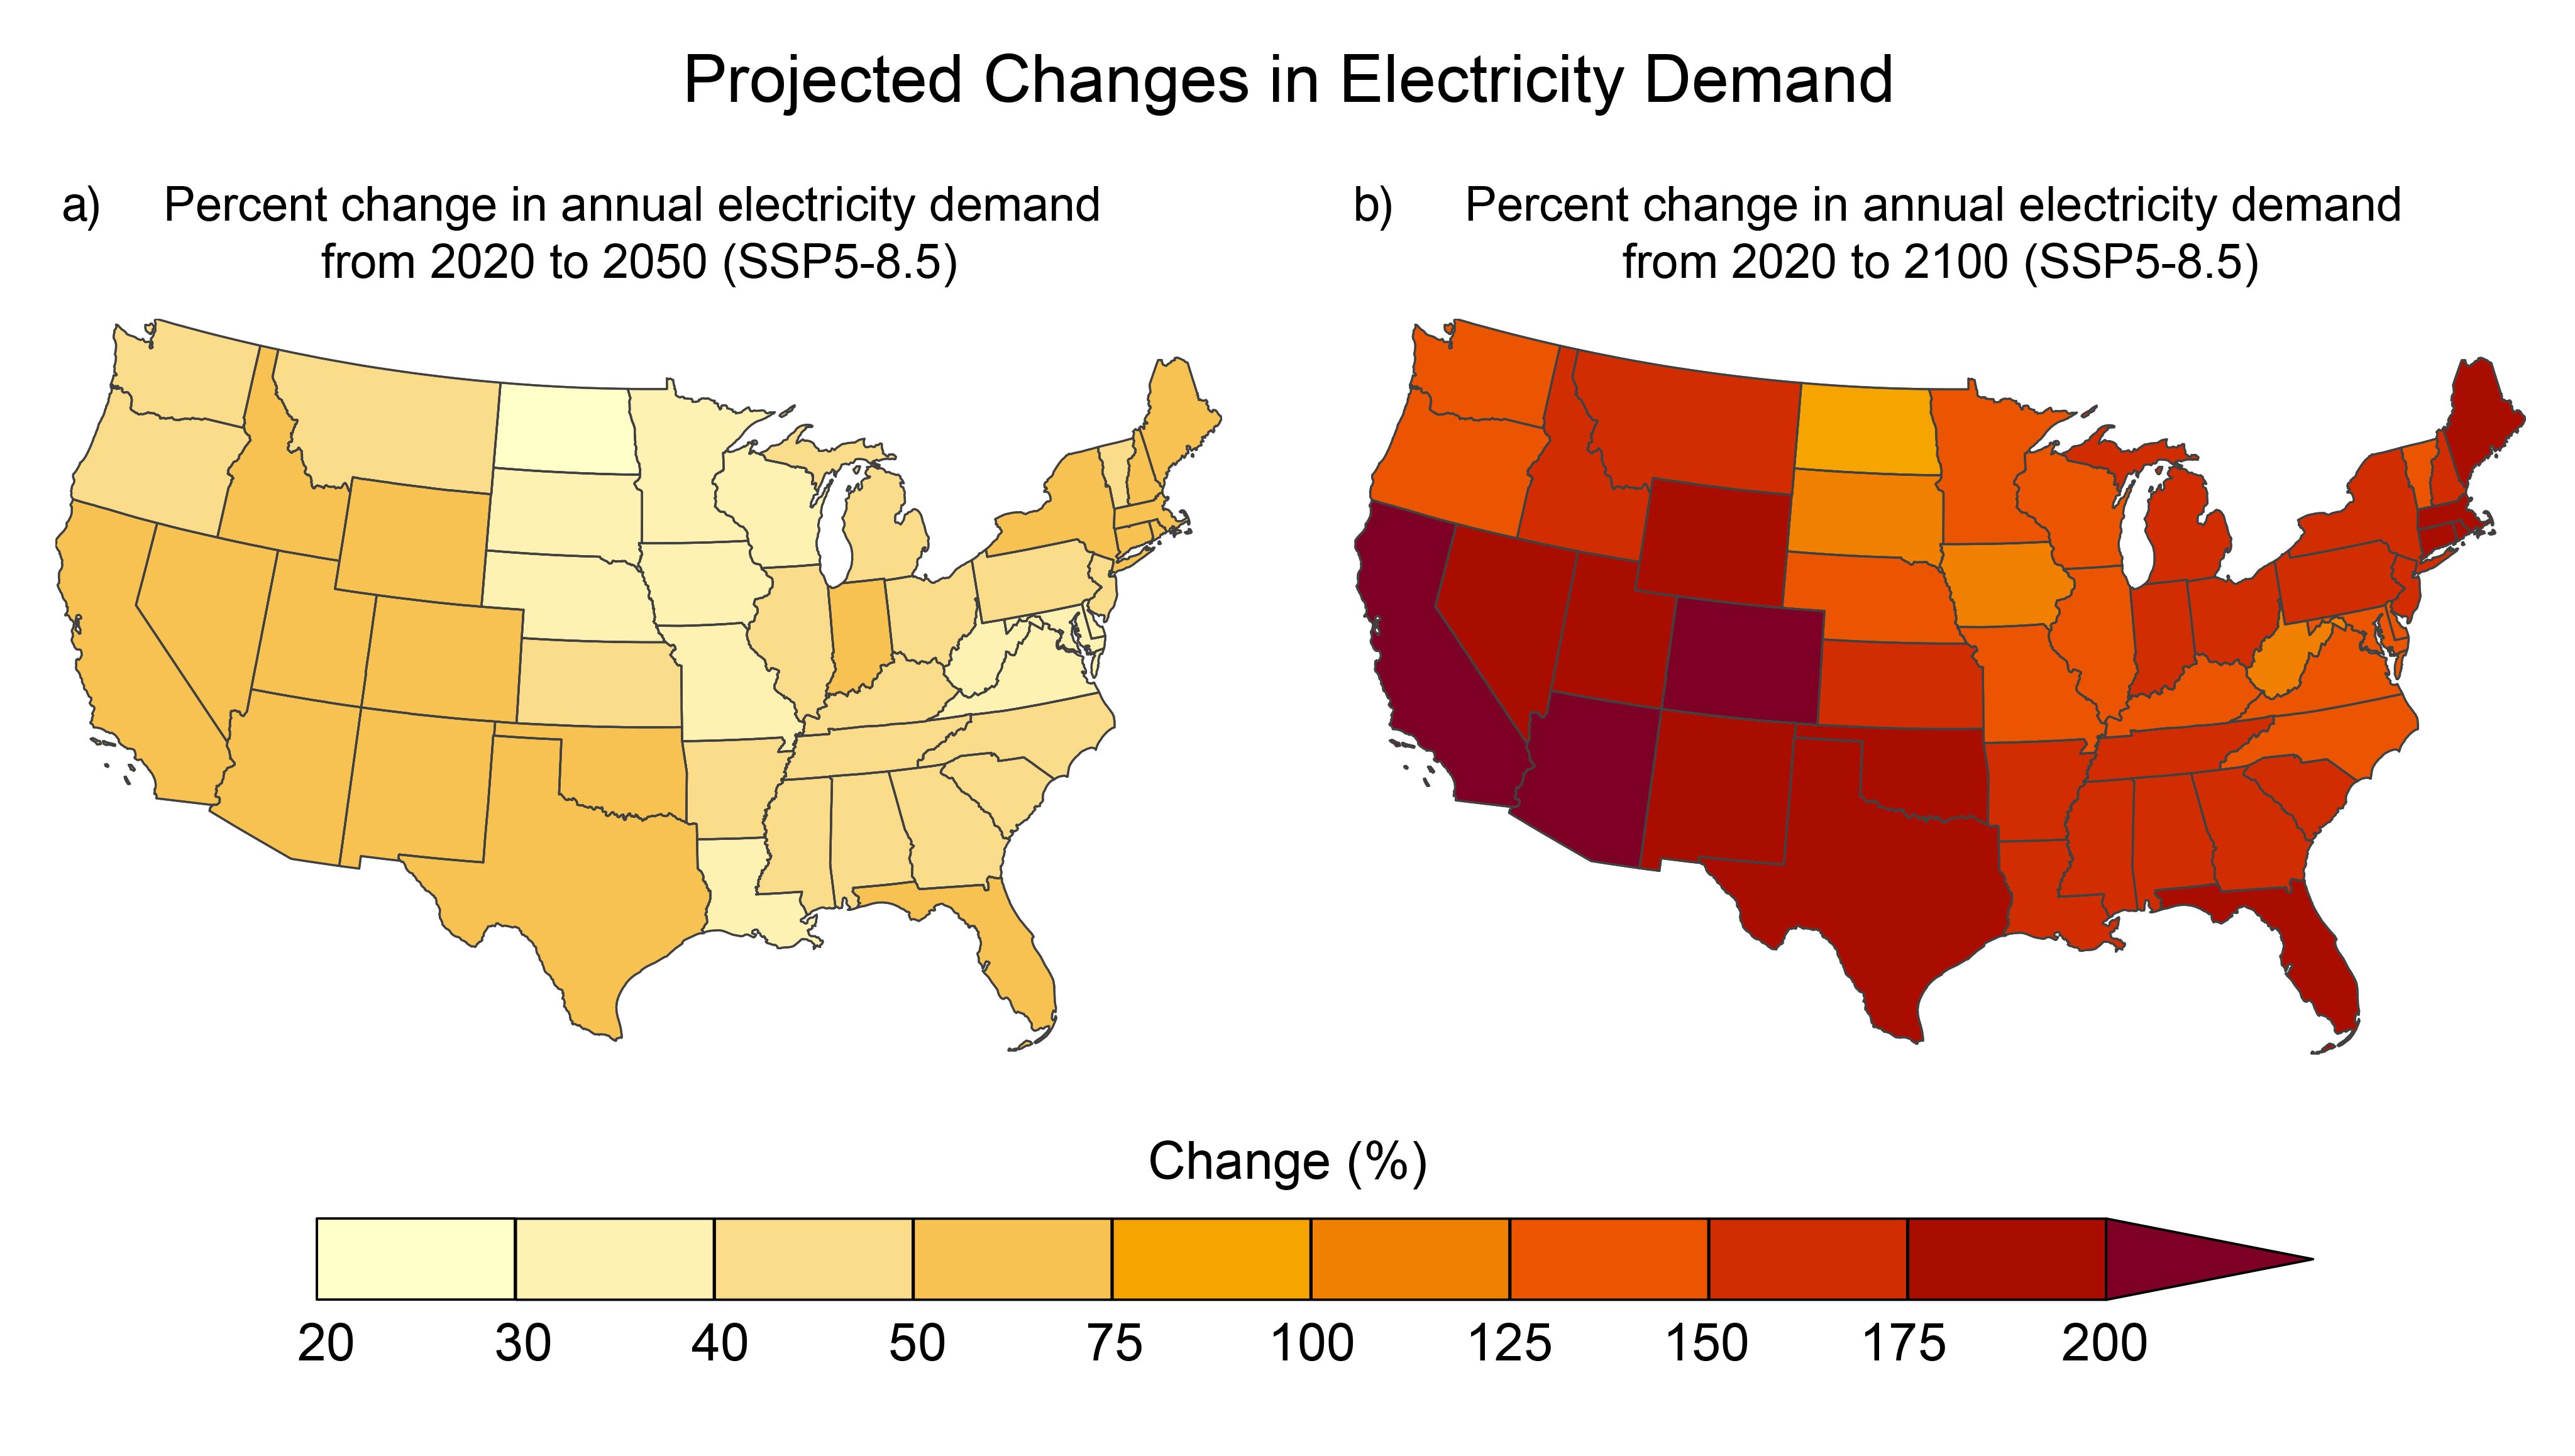 Projected Changes in Electricity Demand
a) Percent change in annual electricity demand
from 2020 to 2050 (SSP5-8.5)
b) Percent change in annual electricity demand
from 2020 to 2100 (SSP5-8.5)
Change (%)
20 30 40 50 75 100 125 150 175 200